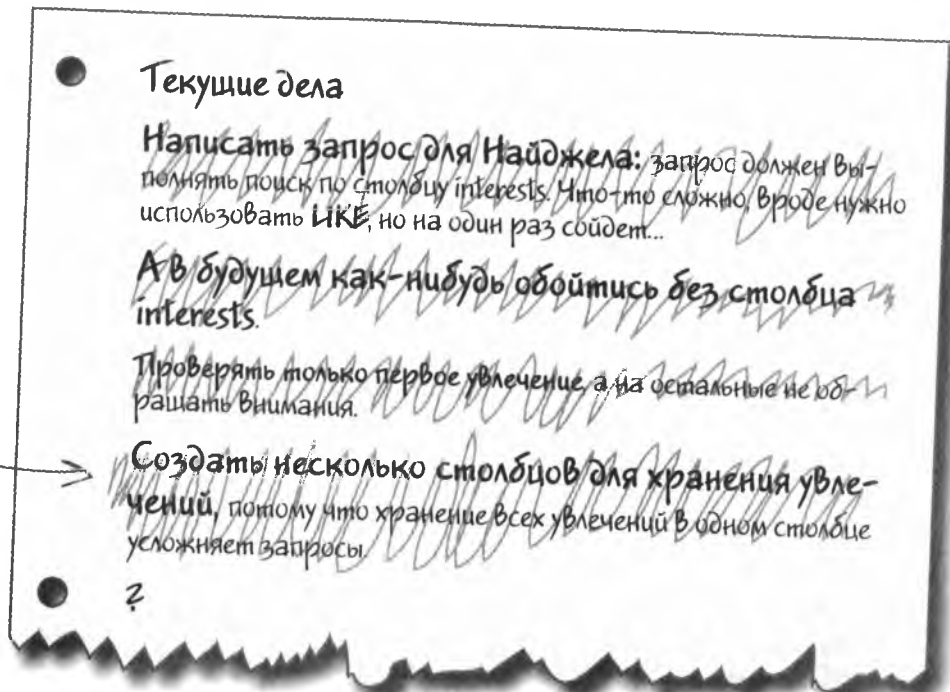 Текущие дела
Написать запрос для Найджела: запрос должен вы-
полнять поиск по столбцу interests. Что-то сложно, вроде нужно
использовать LIKE, но на один раз сойдет...
А в будущем как-нибудь обойтись без столбца
interests.
Проверять только первое увлечение, а на остальные не об-
ращать внимания.
Создать несколько столбцов для хранения увле-
чений, потому что хранение всех увлечений в одном столбце
усложняет запросы.
?